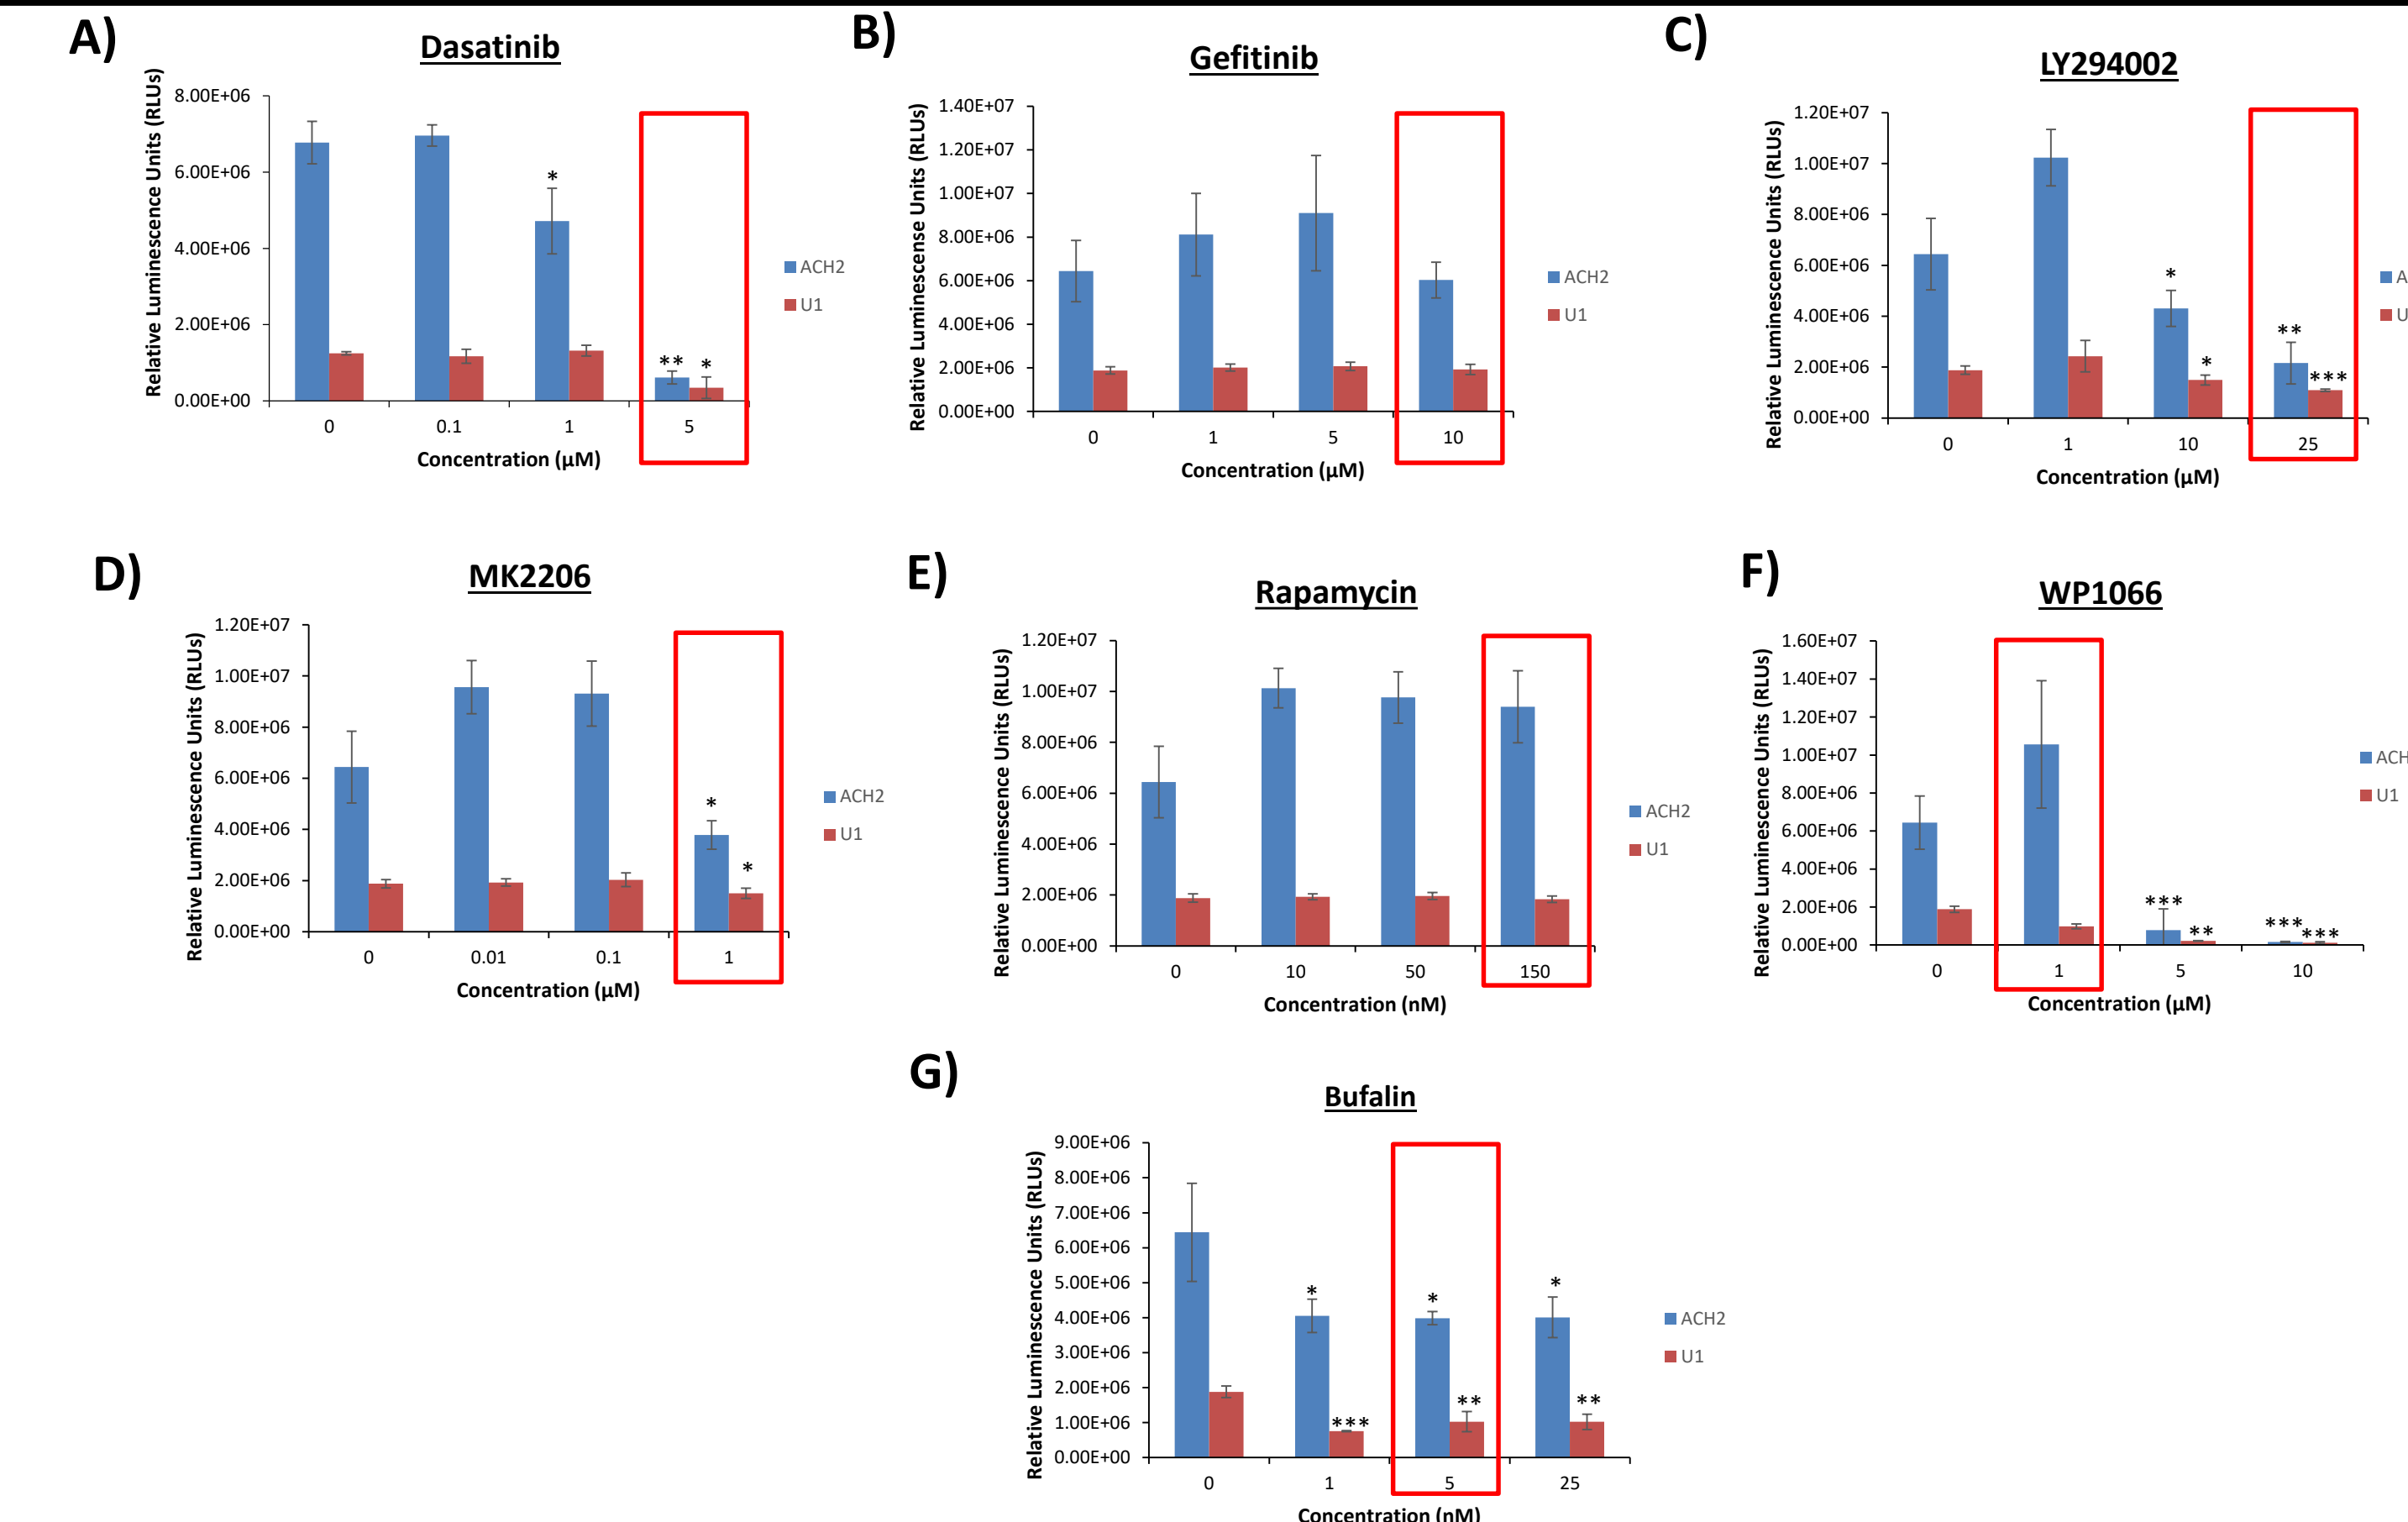 A)
Dasatinib
Relative Luminescence Units (RLUs)
8.00E+06
6.00E+06
4.00E+06
2.00E+06
0.00E+00
*
** *
0 0.1 1 5
Concentration (µM)
ACH2
U1
B)
Gefitinib
Relative Luminescense Units (RLUs)
1.40E+07
1.20E+07
1.00E+07
8.00E+06
6.00E+06
4.00E+06
2.00E+06
0.00E+00
0 1 5 10
Concentration (µM)
ACH2
U1
C)
LY294002
Relative Luminescence Units (RLUs)
1.20E+07
1.00E+07
8.00E+06
6.00E+06
4.00E+06
2.00E+06
0.00E+00
*
*
**
***
0 1 10 25
Concentration (µM)
A
U
D)
MK2206
Relative Luminescence Units (RLUs)
1.20E+07
1.00E+07
8.00E+06
6.00E+06
4.00E+06
2.00E+06
0.00E+00
*
*
0 0.01 0.1 1
Concentration (µM)
ACH2
U1
E)
Rapamycin
Relative Luminescence Units (RLUs)
1.20E+07
1.00E+07
8.00E+06
6.00E+06
4.00E+06
2.00E+06
0.00E+00
0 10 50 150
Concentration (nM)
ACH2
U1
F)
WP1066
Relative Luminescence Units (RLUs)
1.60E+07
1.40E+07
1.20E+07
1.00E+07
8.00E+06
6.00E+06
4.00E+06
2.00E+06
0.00E+00
***
**
***
***
0 1 5 10
Concentration (µM)
ACH
U1
G)
Bufalin
Relative Luminescence Units (RLUs)
9.00E+06
8.00E+06
7.00E+06
6.00E+06
5.00E+06
4.00E+06
3.00E+06
2.00E+06
1.00E+06
0.00E+00
*
***
*
**
*
**
0 1 5 25
Concentration (nM)
ACH2
U1